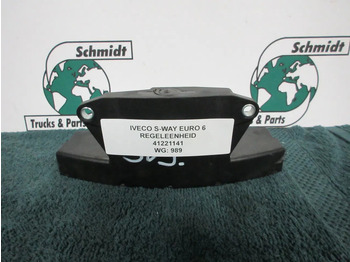 Schmidt
Trucks & Parts
Schmidt
Trucks & Parts
IVECO S-WAY EURO 6
REGELEENHEID
41221141
WG: 989